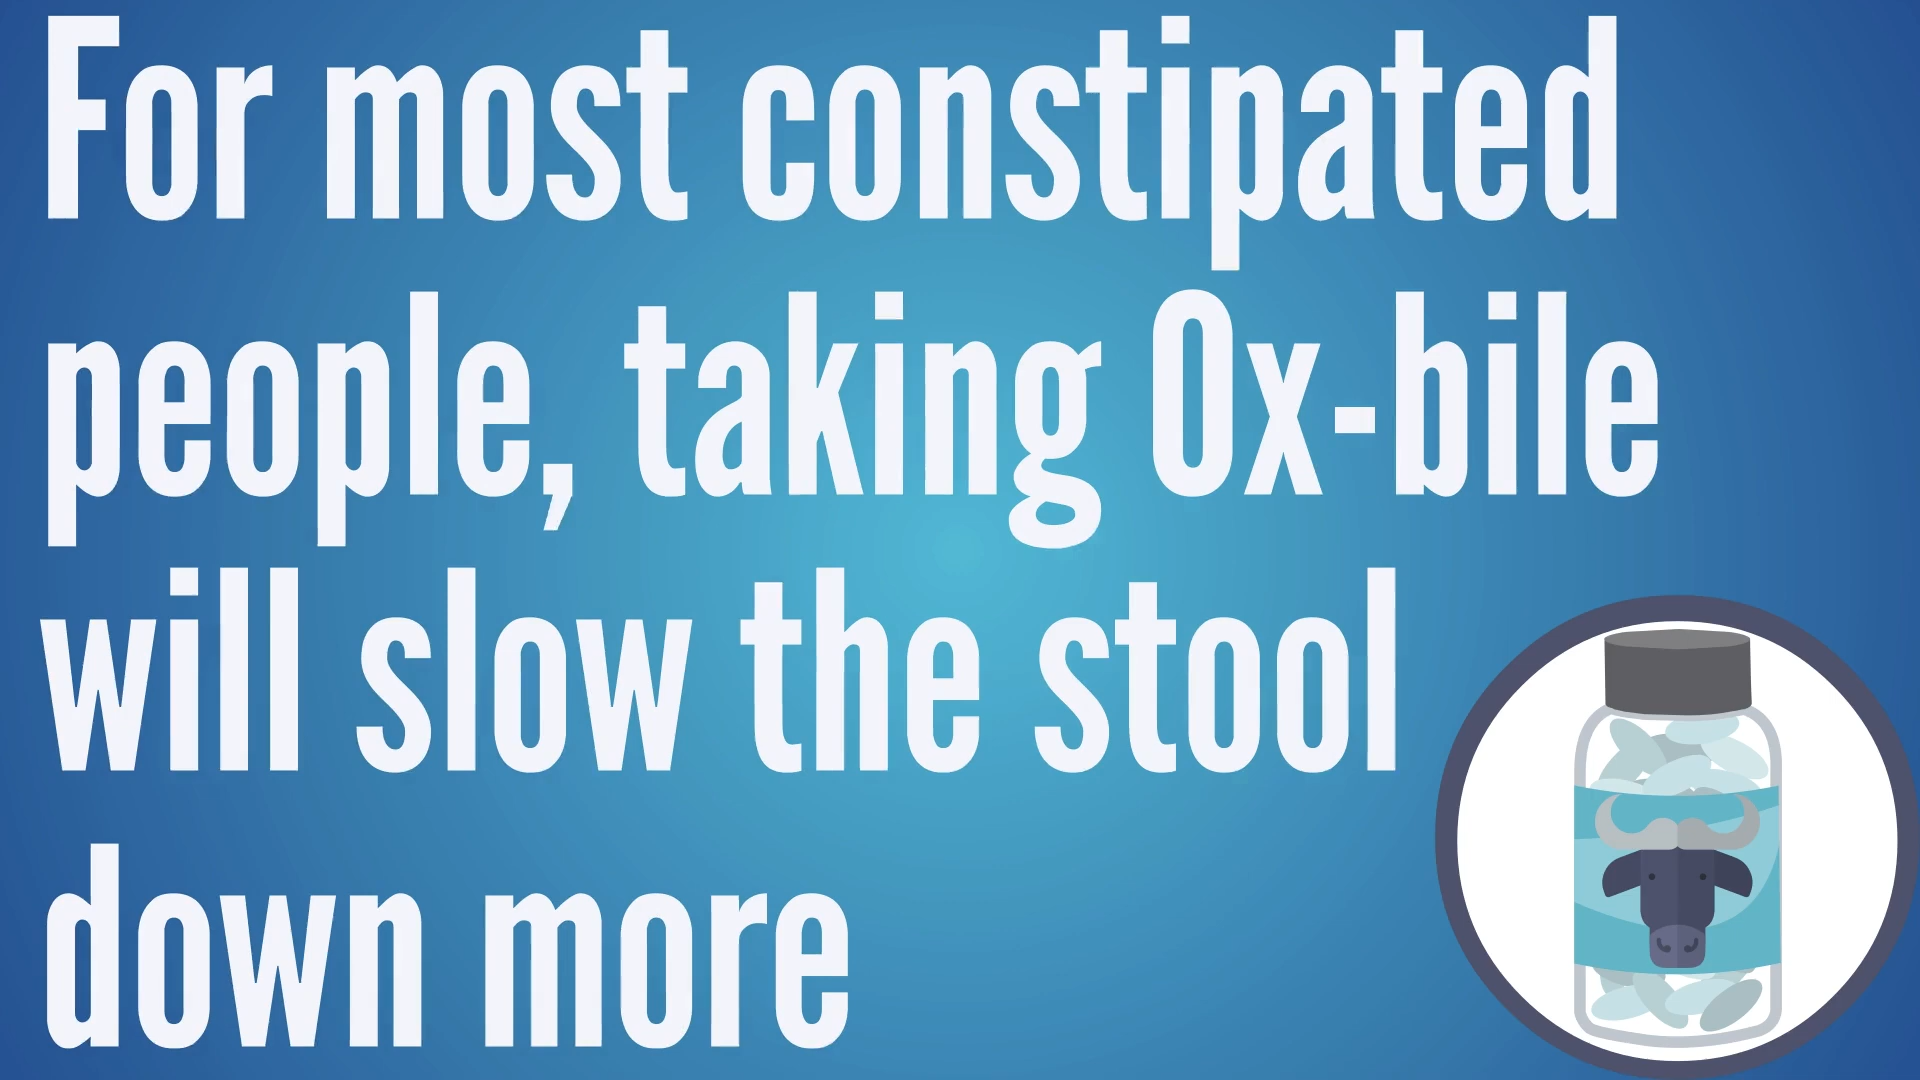 For most constipated
people, taking Ox-bile
will slow the stool
down more